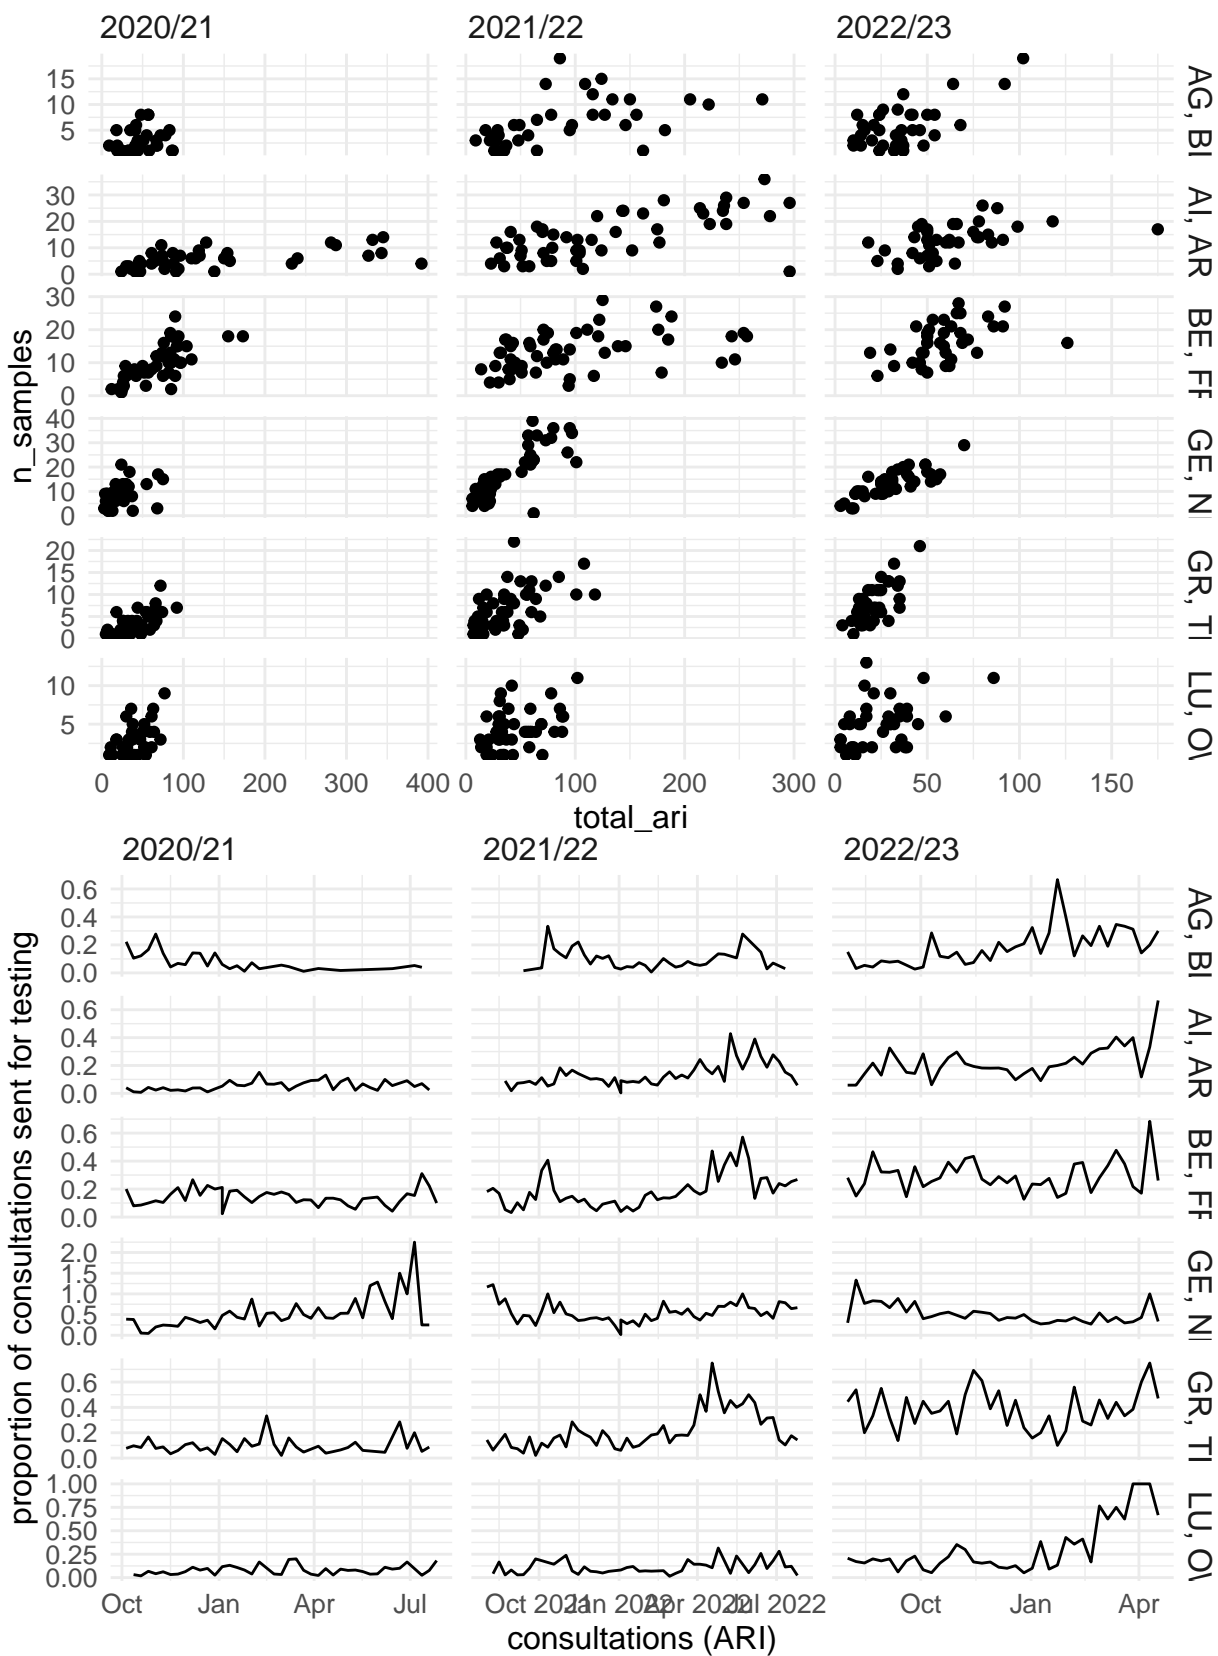 2020/21 2021/22 2022/23
15
10
5
AG, BI
30
20
10
0
AI, AR
30
20
10
0
BE, FF
40
30
20
10
0
GE, N
20
15
10
5
0
GR, TI
10
5
LU, O
n_samples
0 100 200 300 400 0 100 200 300 0 50 100 150
total_ari
2020/21 2021/22 2022/23
0.6
0.4
0.2
0.0
AG, BI
0.6
0.4
0.2
0.0
AI, AR
0.6
0.4
0.2
0.0
BE, FF
2.0
1.5
1.0
0.5
0.0
GE, N
0.6
0.4
0.2
0.0
GR, TI
1.00
0.75
0.50
0.25
0.00
LU, O
proportion of consultations sent for testing
Oct Jan Apr Jul Oct 2021 Jan 2022 Apr 2022 Jul 2022 Oct Jan Apr
consultations (ARI)